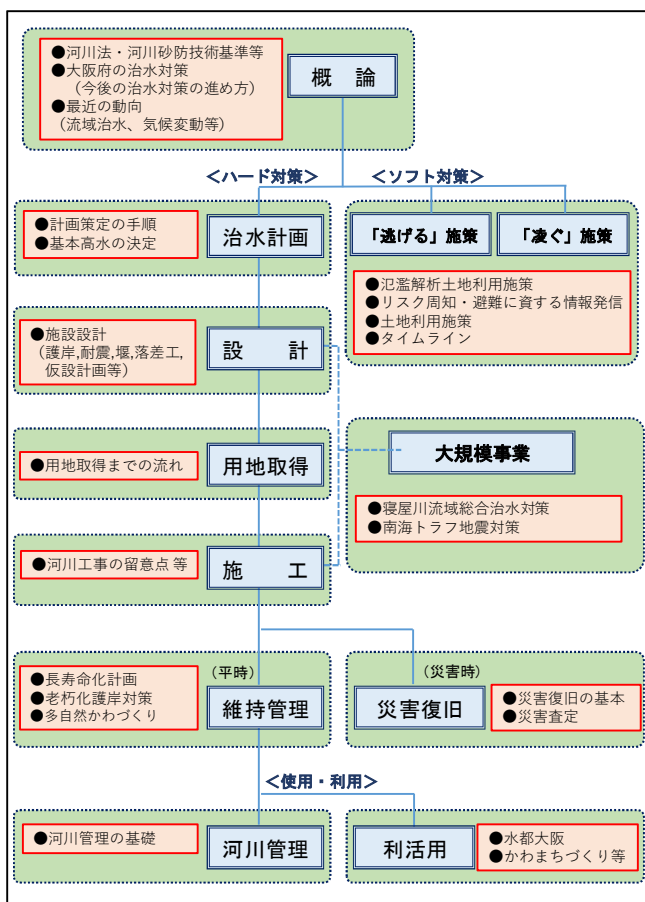 ●河川法・河川砂防技術基準等
●大阪府の治水対策
（今後の治水対策の進め方）
●最近の動向
（流域治水、気候変動等）
概　論
＜ハード対策＞
＜ソフト対策＞
●計画策定の手順
●基本高水の決定
治水計画
「逃げる」施策
「凌ぐ」施策
●氾濫解析土地利用施策
●リスク周知・避難に資する情報発信
●土地利用施策
●タイムライン
●施設設計
（護岸,耐震,堰,落差工,
仮設計画等）
設　計
●用地取得までの流れ
用地取得
大規模事業
●寝屋川流域総合治水対策
●南海トラフ地震対策
●河川工事の留意点 等
施　工
●長寿命化計画
●老朽化護岸対策
●多自然かわづくり
（平時）
維持管理
（災害時）
災害復旧
●災害復旧の基本
●災害査定
＜使用・利用＞
●河川管理の基礎
河川管理
利活用
●水都大阪
●かわまちづくり等